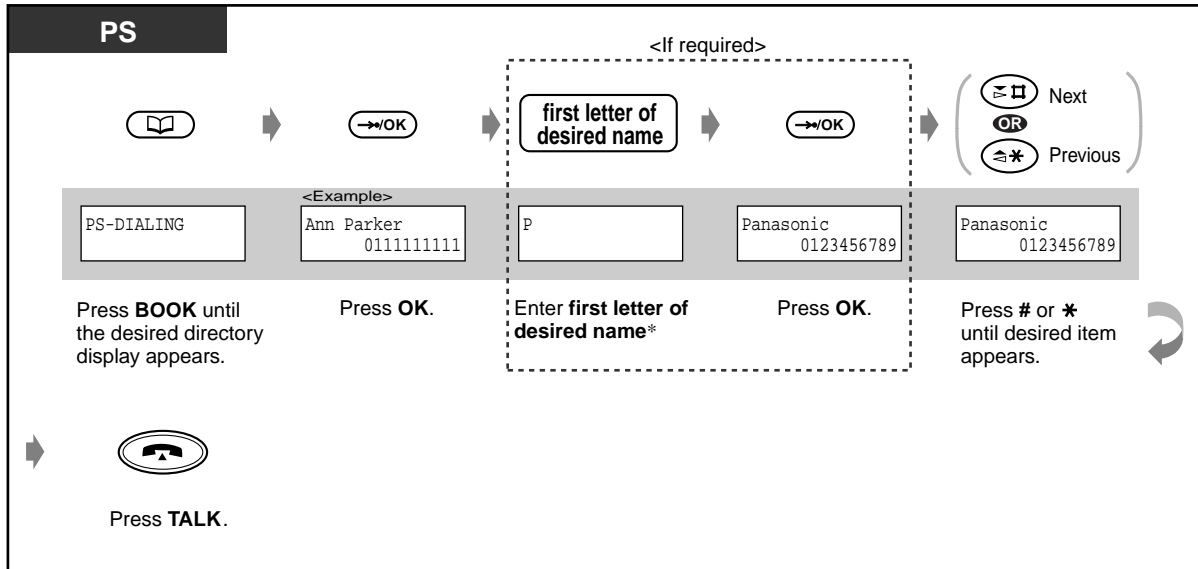 PS
<If required>
→/OK
first letter of
desired name
→/OK
Next
OR
Previous
<Example>
PS-DIALING
Ann Parker
0111111111
P
Panasonic
0123456789
Panasonic
0123456789
Press BOOK until
the desired directory
display appears.
Press OK.
Enter first letter of
desired name*
Press OK.
Press # or *
until desired item
appears.
Press TALK.